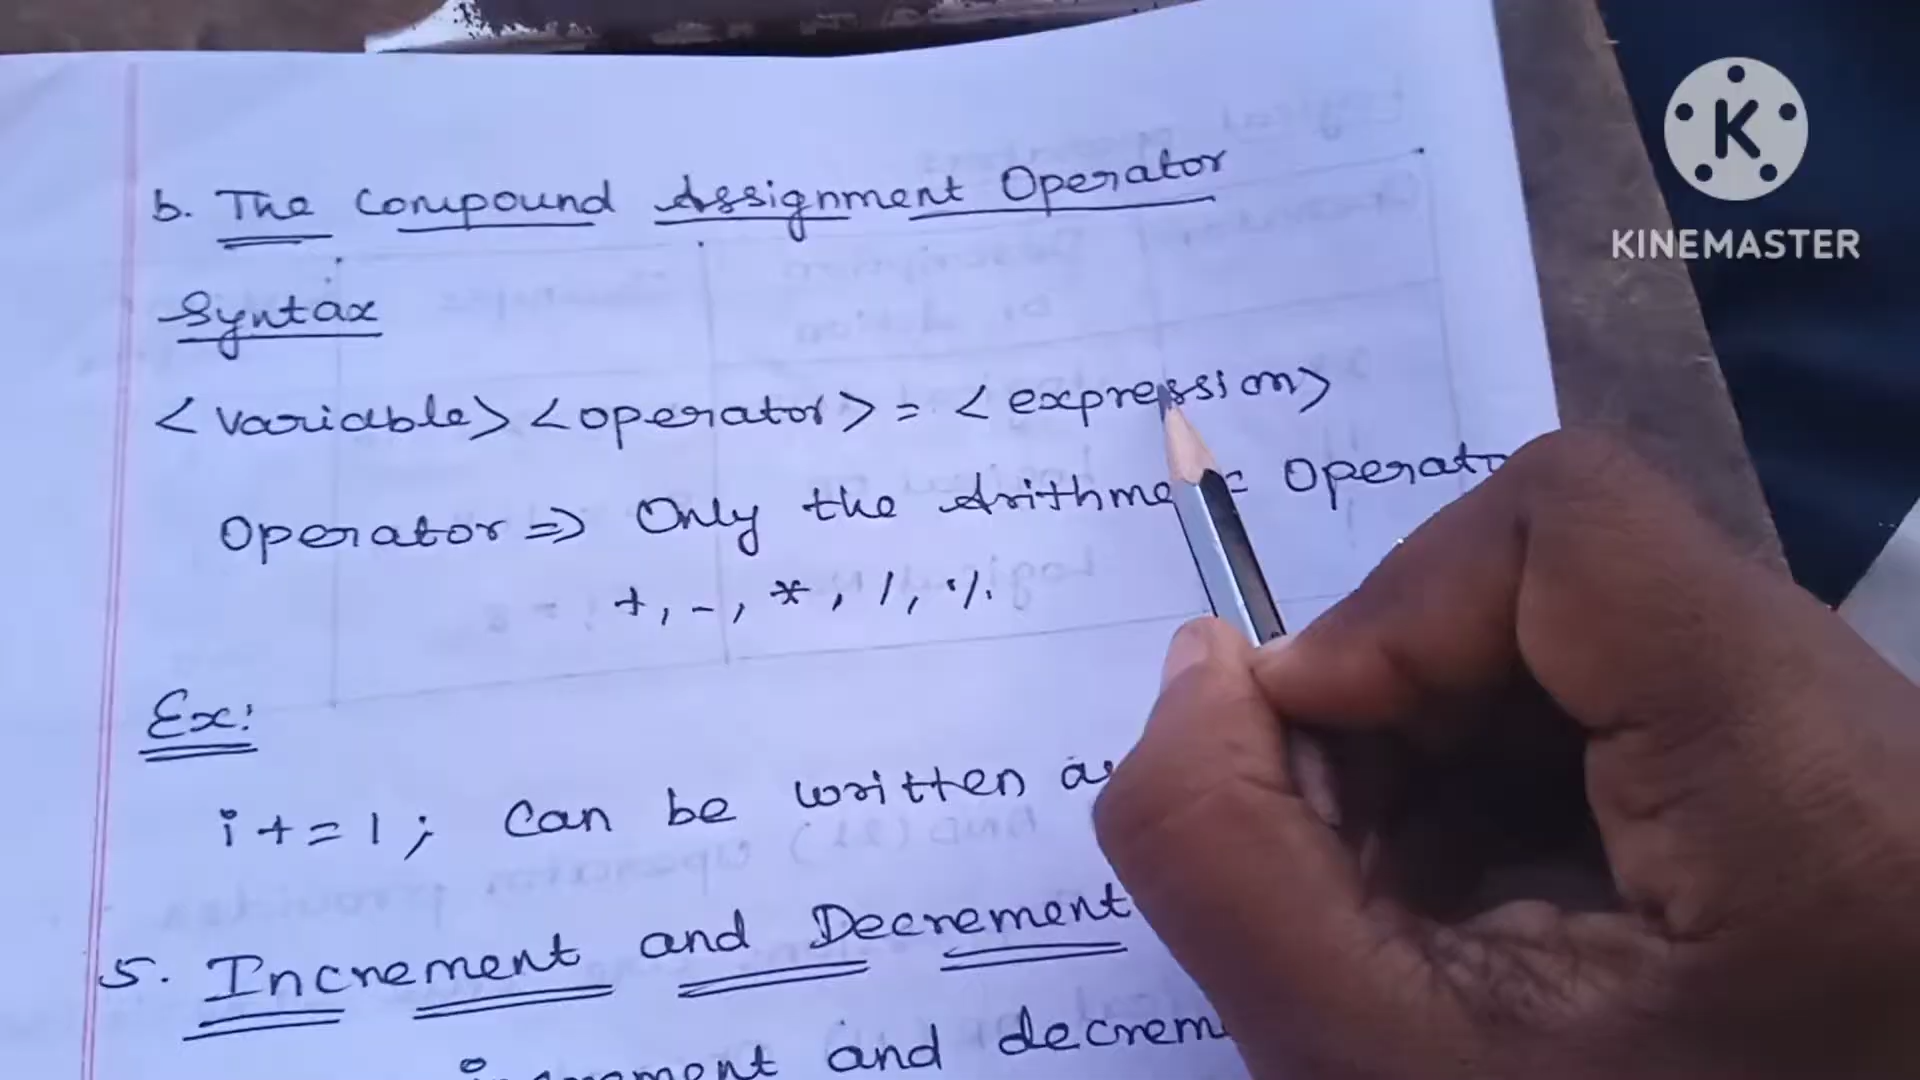 b. The Compound Assignment Operator
Syntax
<variable> <operator> = <expression>
Operator => Only the
+, -, *, /, %
Ex:
i += 1; Can be written as
5. Increment and Decrement
and
K
KINEMASTER